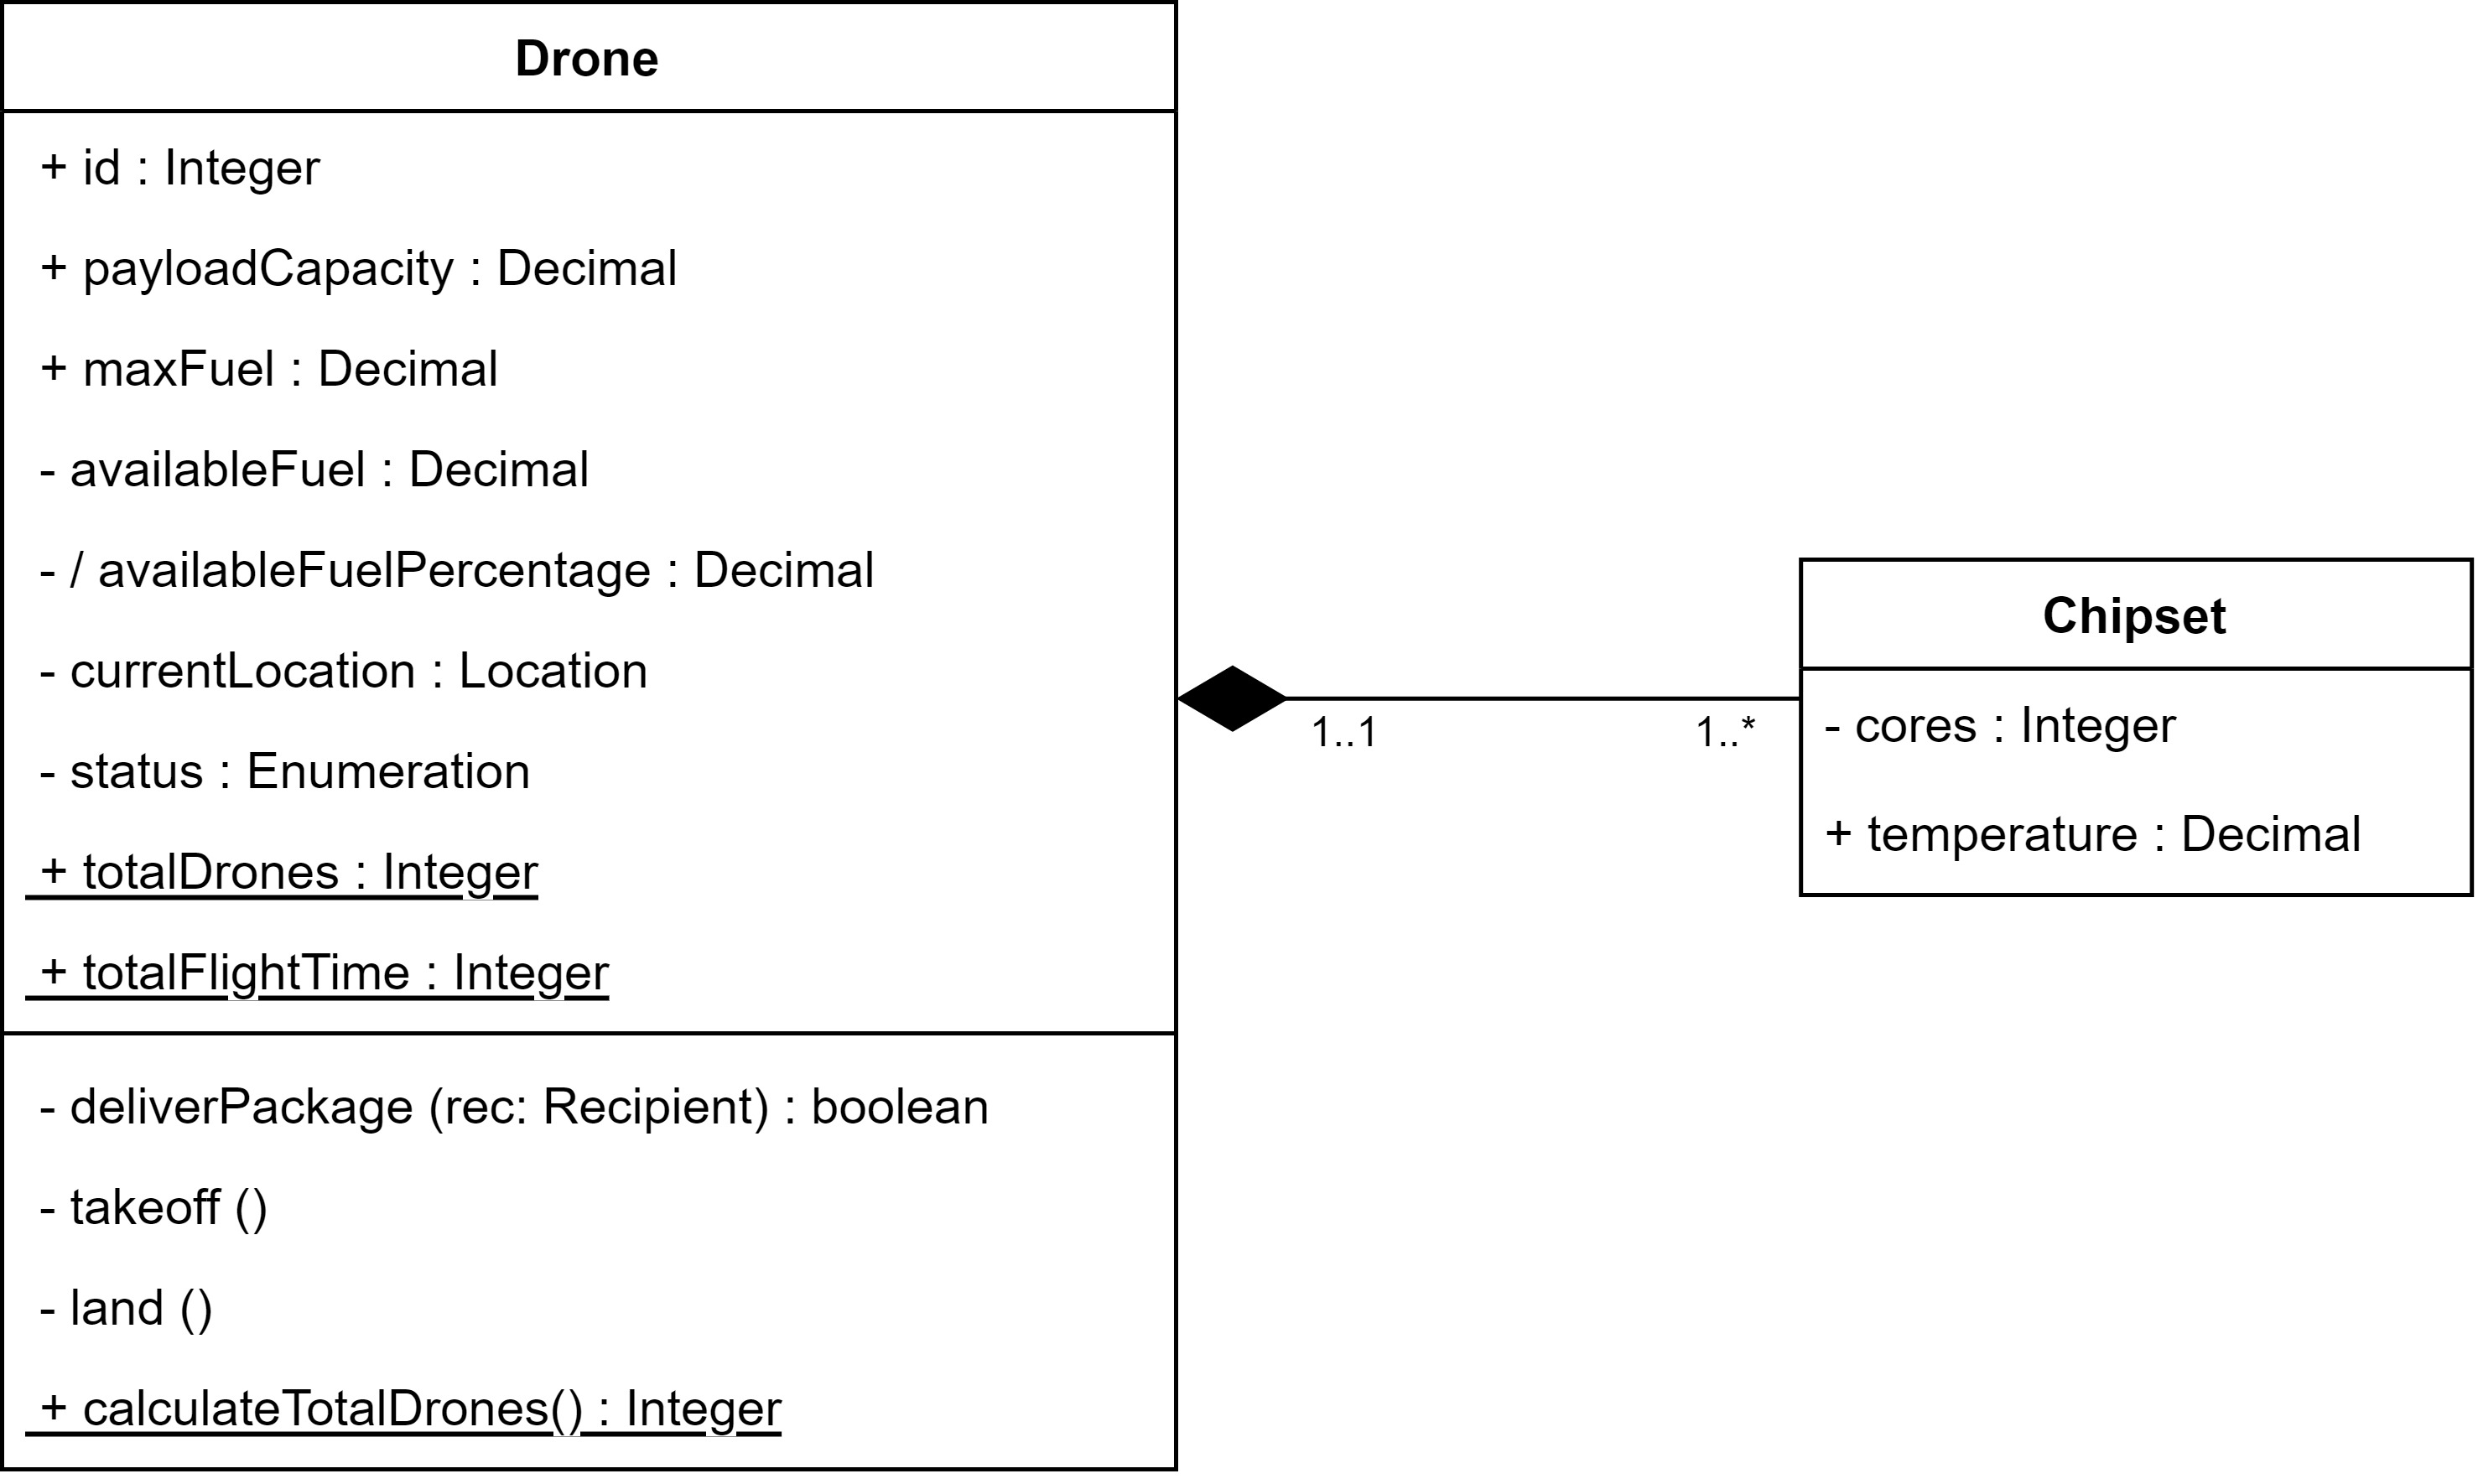 Drone
+ id : Integer
+ payloadCapacity : Decimal
+ maxFuel : Decimal
- availableFuel : Decimal
- / availableFuelPercentage : Decimal
- currentLocation : Location
- status : Enumeration
+ totalDrones : Integer
+ totalFlightTime : Integer
- deliverPackage (rec: Recipient) : boolean
- takeoff ()
- land ()
+ calculateTotalDrones() : Integer
1..1
1..*
Chipset
- cores : Integer
+ temperature : Decimal